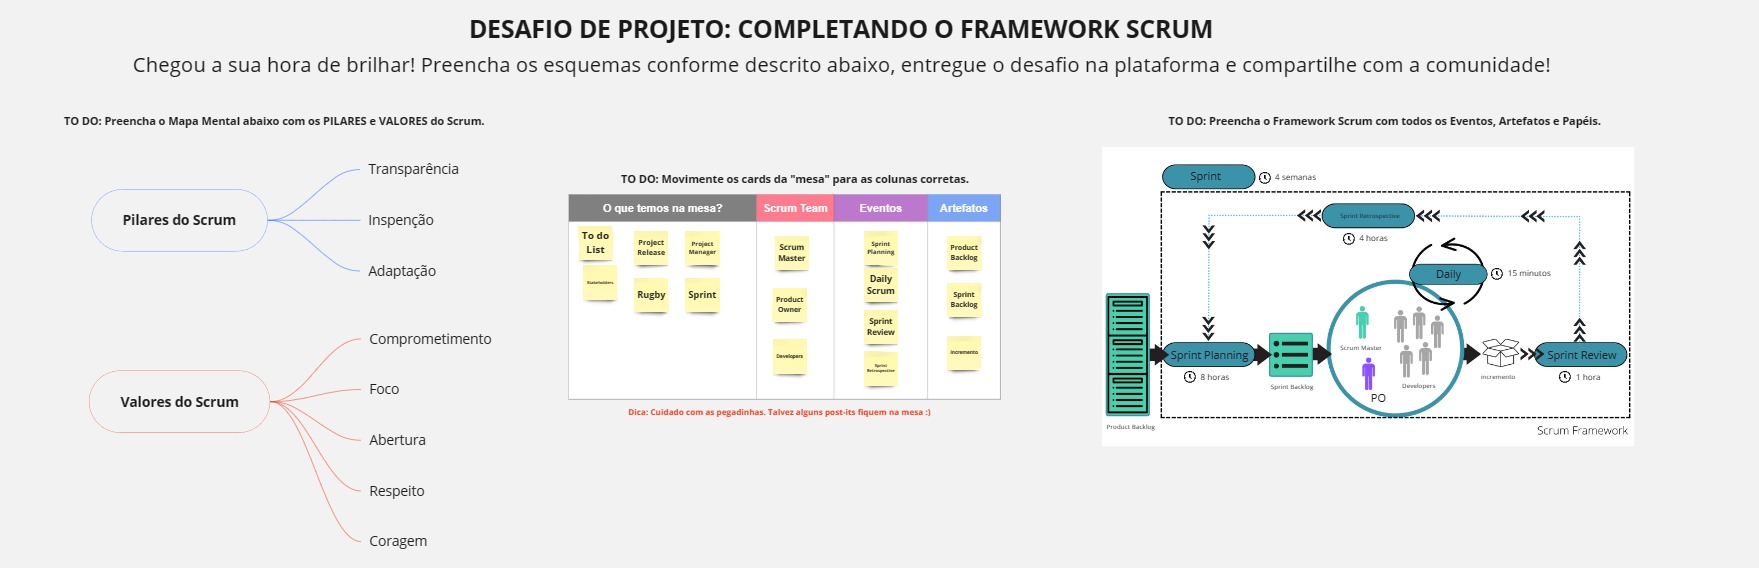 DESAFIO DE PROJETO: COMPLETANDO O FRAMEWORK SCRUM
Chegou a sua hora de brilhar! Preencha os esquemas conforme descrito abaixo, entregue o desafio na plataforma e compartilhe com a comunidade!
TO DO: Preencha o Mapa Mental abaixo com os PILARES e VALORES do Scrum.
Pilares do Scrum
Transparência
Inspenção
Adaptação
Valores do Scrum
Comprometimento
Foco
Abertura
Respeito
Coragem
TO DO: Movimente os cards da "mesa" para as colunas corretas.
O que temos na mesa?
Scrum Team
Eventos
Artefatos
To do
List
Project
Release
Project
Manager
Stakeholders
Rugby
Sprint
Scrum
Master
Product
Owner
Developers
Sprint
Planning
Daily
Scrum
Sprint
Review
Sprint
Retrospective
Product
Backlog
Sprint
Backlog
Incremento
Dica: Cuidado com as pegadinhas. Talvez alguns post-its fiquem na mesa :)
TO DO: Preencha o Framework Scrum com todos os Eventos, Artefatos e Papéis.
Sprint
4 semanas
Sprint Retrospective
4 horas
Daily
15 minutos
Product Backlog
Sprint Planning
8 horas
Sprint Backlog
Scrum Master
PO
Developers
incremento
Sprint Review
1 hora
Scrum Framework